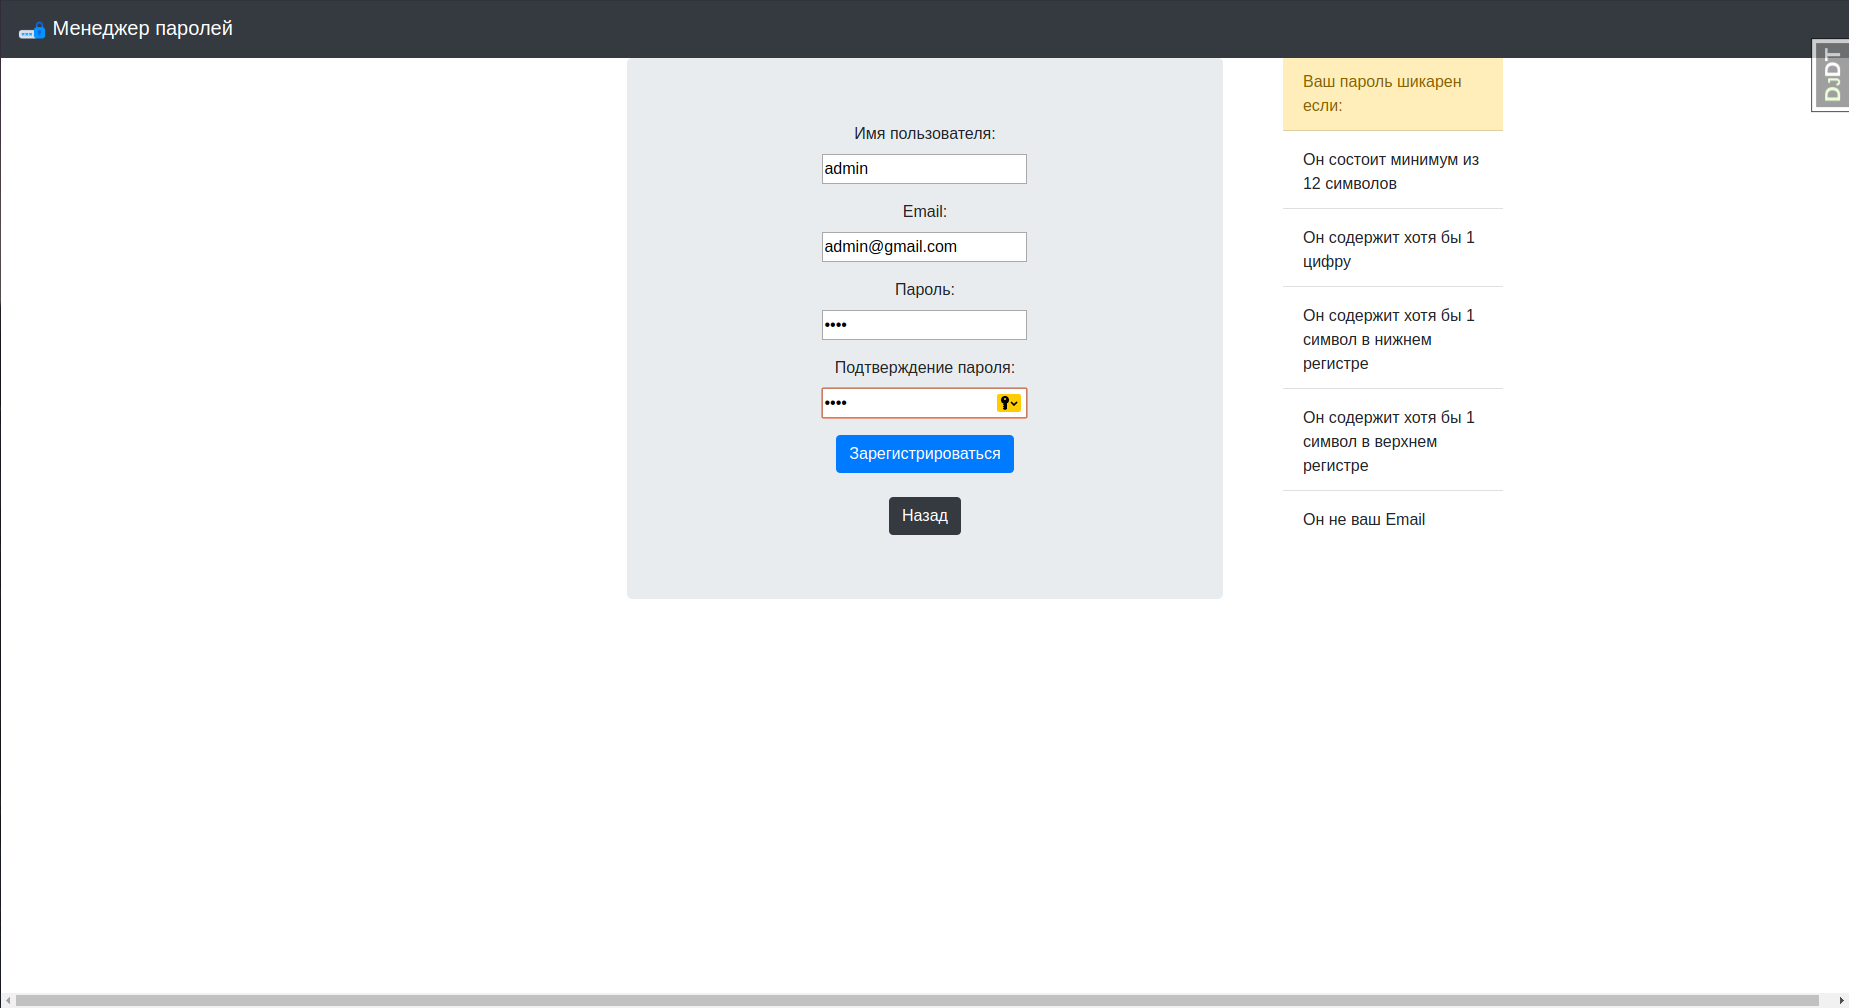 Менеджер паролей
DJDT
Имя пользователя:
admin
Email:
admin@gmail.com
Пароль:
••••
Подтверждение пароля:
••••
Зарегистрироваться
Назад
Ваш пароль шикарен
если:
Он состоит минимум из
12 символов
Он содержит хотя бы 1
цифру
Он содержит хотя бы 1
символ в нижнем
регистре
Он содержит хотя бы 1
символ в верхнем
регистре
Он не ваш Email